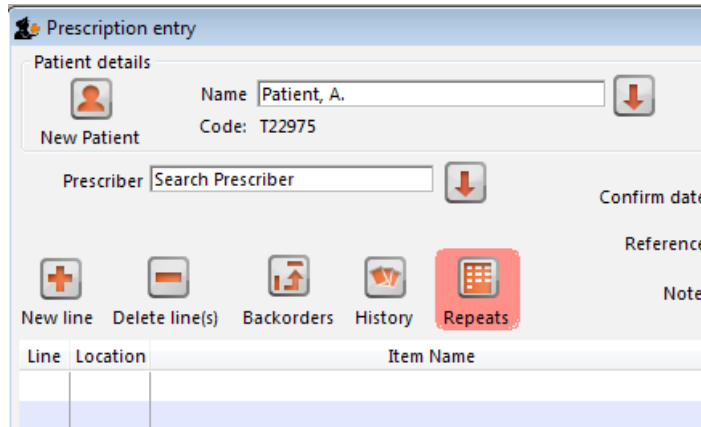 Prescription entry
Patient details
Name Patient, A.
New Patient
Code: T22975
Prescriber Search Prescriber
Confirm date
Reference
Note
New line Delete line(s) Backorders History Repeats
Line Location Item Name